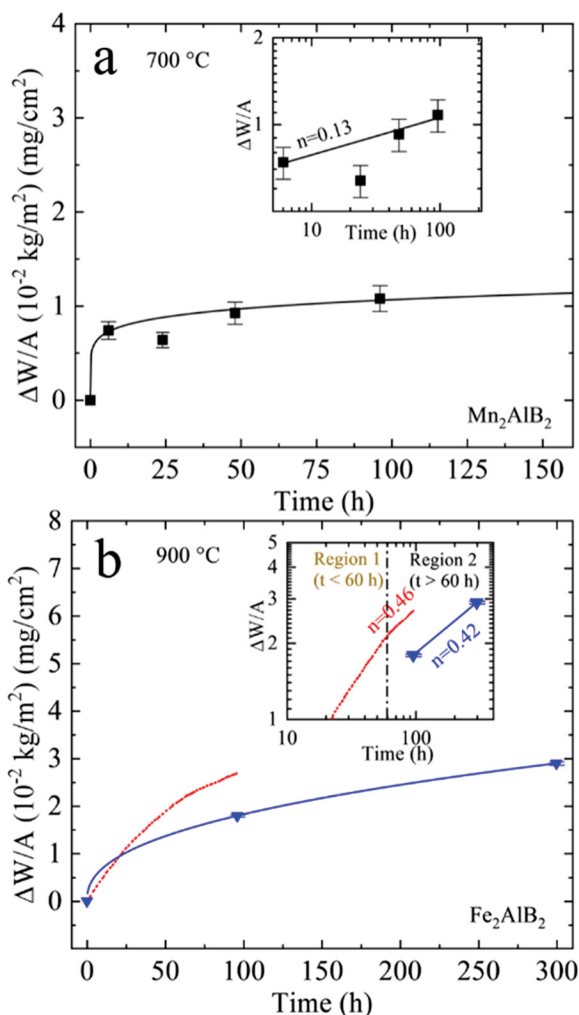 a
700 °C
ΔW/A (10⁻² kg/m²) (mg/cm²)
4
3
2
1
0
0 25 50 75 100 125 150
Time (h)
Mn₂AlB₂
ΔW/A
2
1
n=0.13
10 100
Time (h)
b
900 °C
ΔW/A (10⁻² kg/m²) (mg/cm²)
8
7
6
5
4
3
2
1
0
0 50 100 150 200 250 300
Time (h)
Fe₂AlB₂
ΔW/A
5
4
3
2
1
Region 1
(t < 60 h)
Region 2
(t > 60 h)
n=0.46
n=0.42
10 100
Time (h)